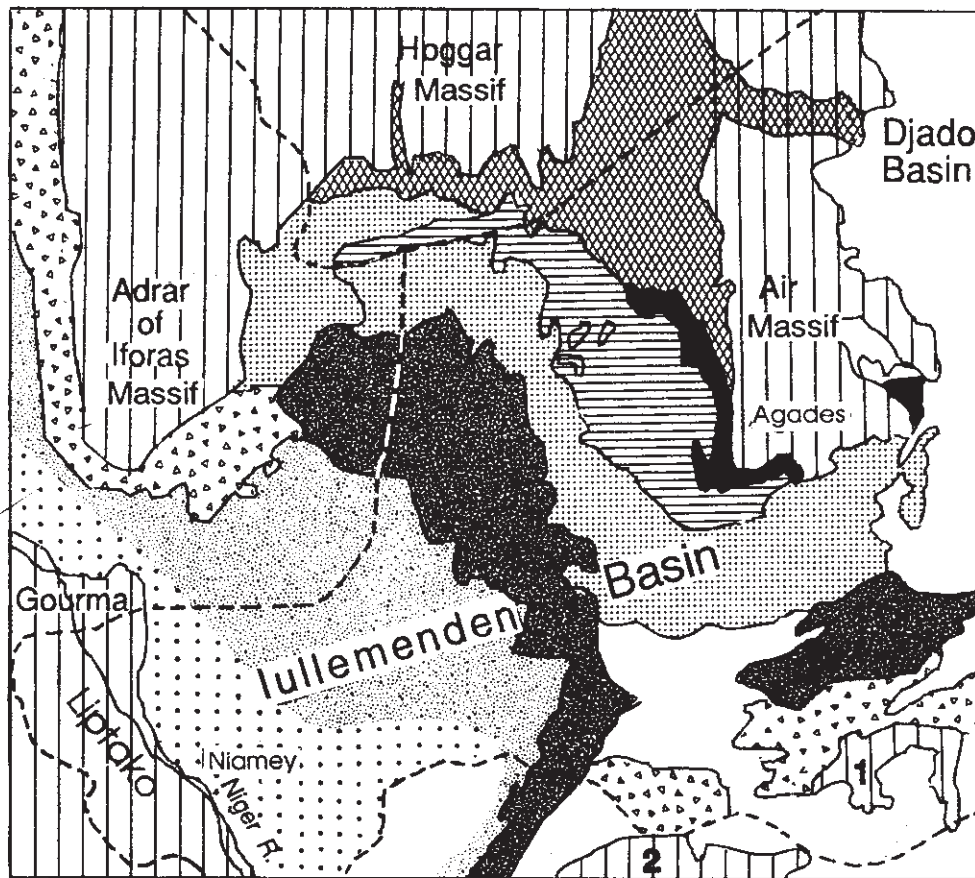 Hoggar
Massif
Djado
Basin
Adrar
of
Iforas
Massif
Air
Massif
Agades
Iullemenden Basin
Gourma
Liptako
Niamey
Niger R.
1
2